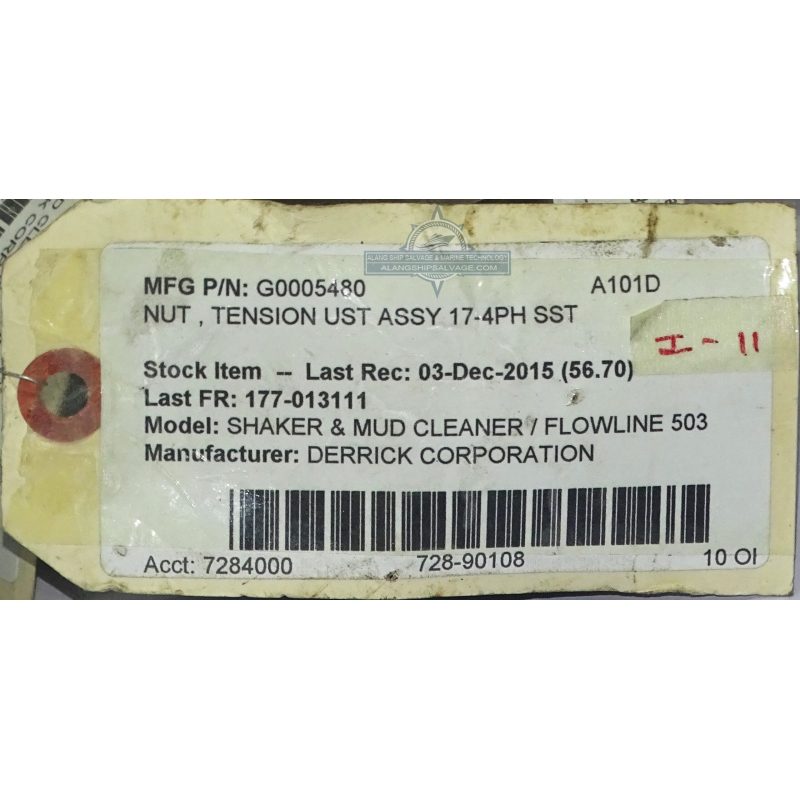 ALANG SHIP SALVAGE & MARINE TECHNOLOGY
ALANGSHIPSALVAGE.COM
MFG P/N: G0005480 A101D
NUT , TENSION UST ASSY 17-4PH SST
I-11
Stock Item -- Last Rec: 03-Dec-2015 (56.70)
Last FR: 177-013111
Model: SHAKER & MUD CLEANER / FLOWLINE 503
Manufacturer: DERRICK CORPORATION
Acct: 7284000 728-90108 10 OI